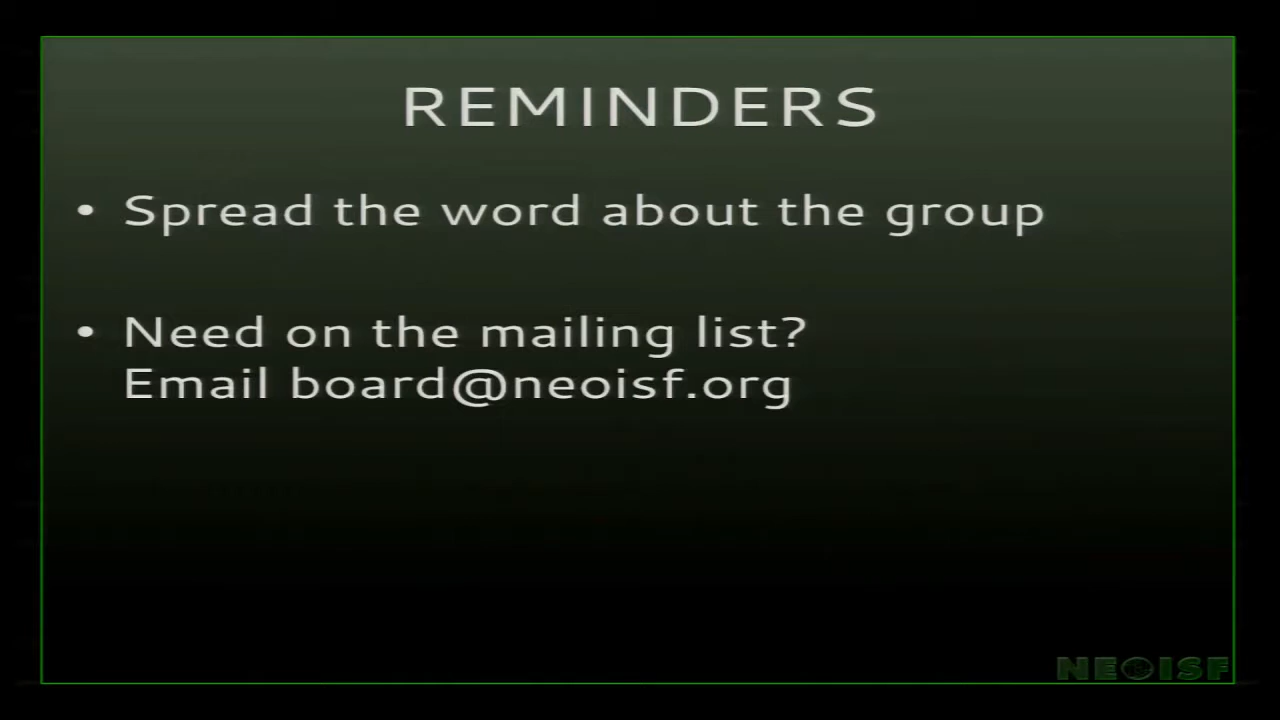 REMINDERS
• Spread the word about the group
• Need on the mailing list?
Email board@neoisf.org
NEOISF